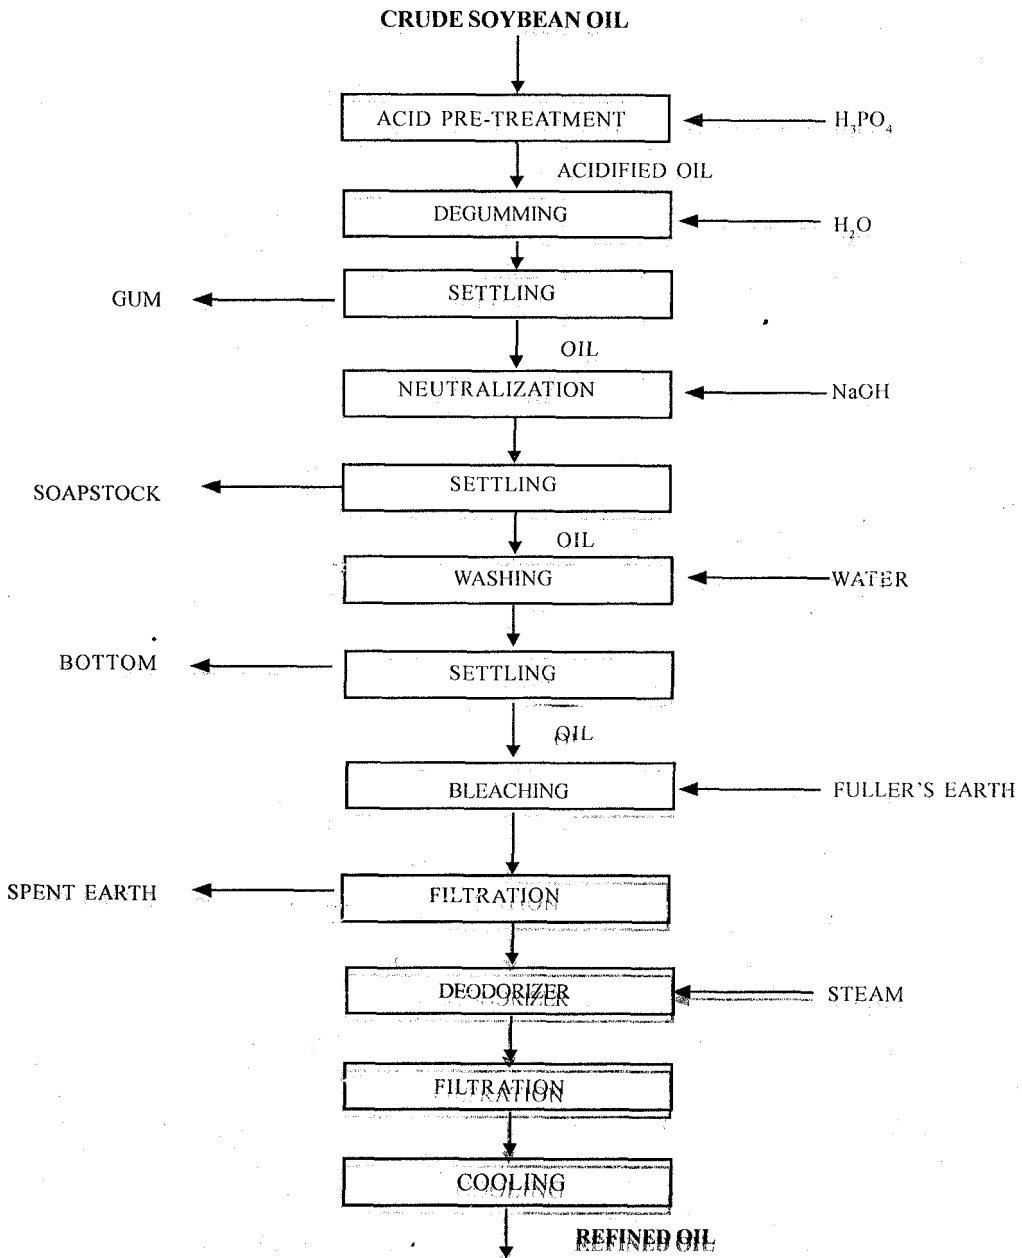 CRUDE SOYBEAN OIL
ACID PRE-TREATMENT
H₃PO₄
ACIDIFIED OIL
DEGUMMING
H₂O
GUM
SETTLING
OIL
NEUTRALIZATION
NaOH
SOAPSTOCK
SETTLING
OIL
WASHING
WATER
BOTTOM
SETTLING
OIL
BLEACHING
FULLER'S EARTH
SPENT EARTH
FILTRATION
DEODORIZER
STEAM
FILTRATION
COOLING
REFINED OIL